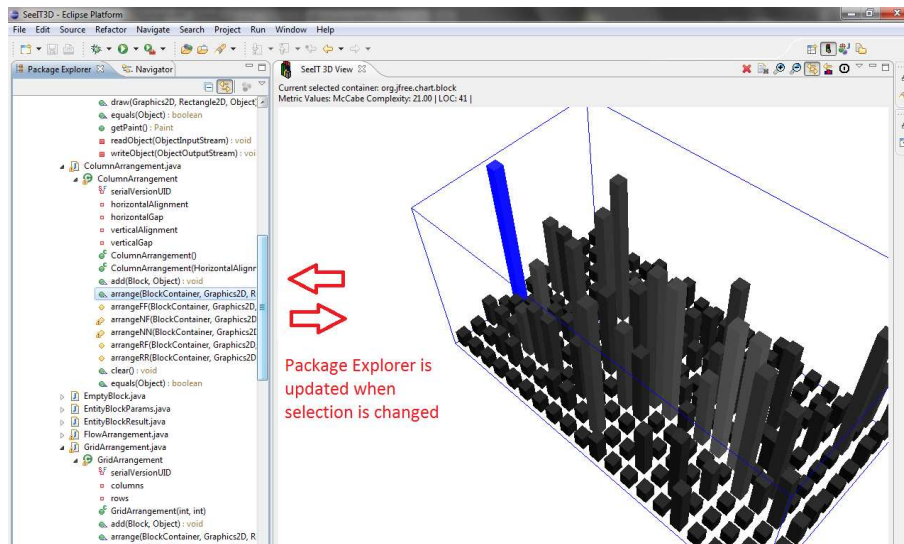 SeeIT3D - Eclipse Platform
File Edit Source Refactor Navigate Search Project Run Window Help
Package Explorer Navigator
SeeIT 3D View
Current selected container: org.jfree.chart.block
Metric Values: McCabe Complexity: 21.00 | LOC: 41 |
draw(Graphics2D, Rectangle2D, Object)
equals(Object) : boolean
getPaint() : Paint
readObject(ObjectInputStream) : void
writeObject(ObjectOutputStream) : voi
ColumnArrangement.java
ColumnArrangement
serialVersionUID
horizontalAlignment
horizontalGap
verticalAlignment
verticalGap
ColumnArrangement()
ColumnArrangement(HorizontalAlignr
add(Block, Object) : void
arrange(BlockContainer, Graphics2D, R
arrangeFF(BlockContainer, Graphics2D
arrangeNF(BlockContainer, Graphics2D
arrangeNN(BlockContainer, Graphics2D
arrangeRF(BlockContainer, Graphics2D
arrangeRR(BlockContainer, Graphics2D
clear() : void
equals(Object) : boolean
EmptyBlock.java
EntityBlockParams.java
EntityBlockResult.java
FlowArrangement.java
GridArrangement.java
GridArrangement
serialVersionUID
columns
rows
GridArrangement(int, int)
add(Block, Object) : void
arrange(BlockContainer, Graphics2D, R
Package Explorer is
updated when
selection is changed